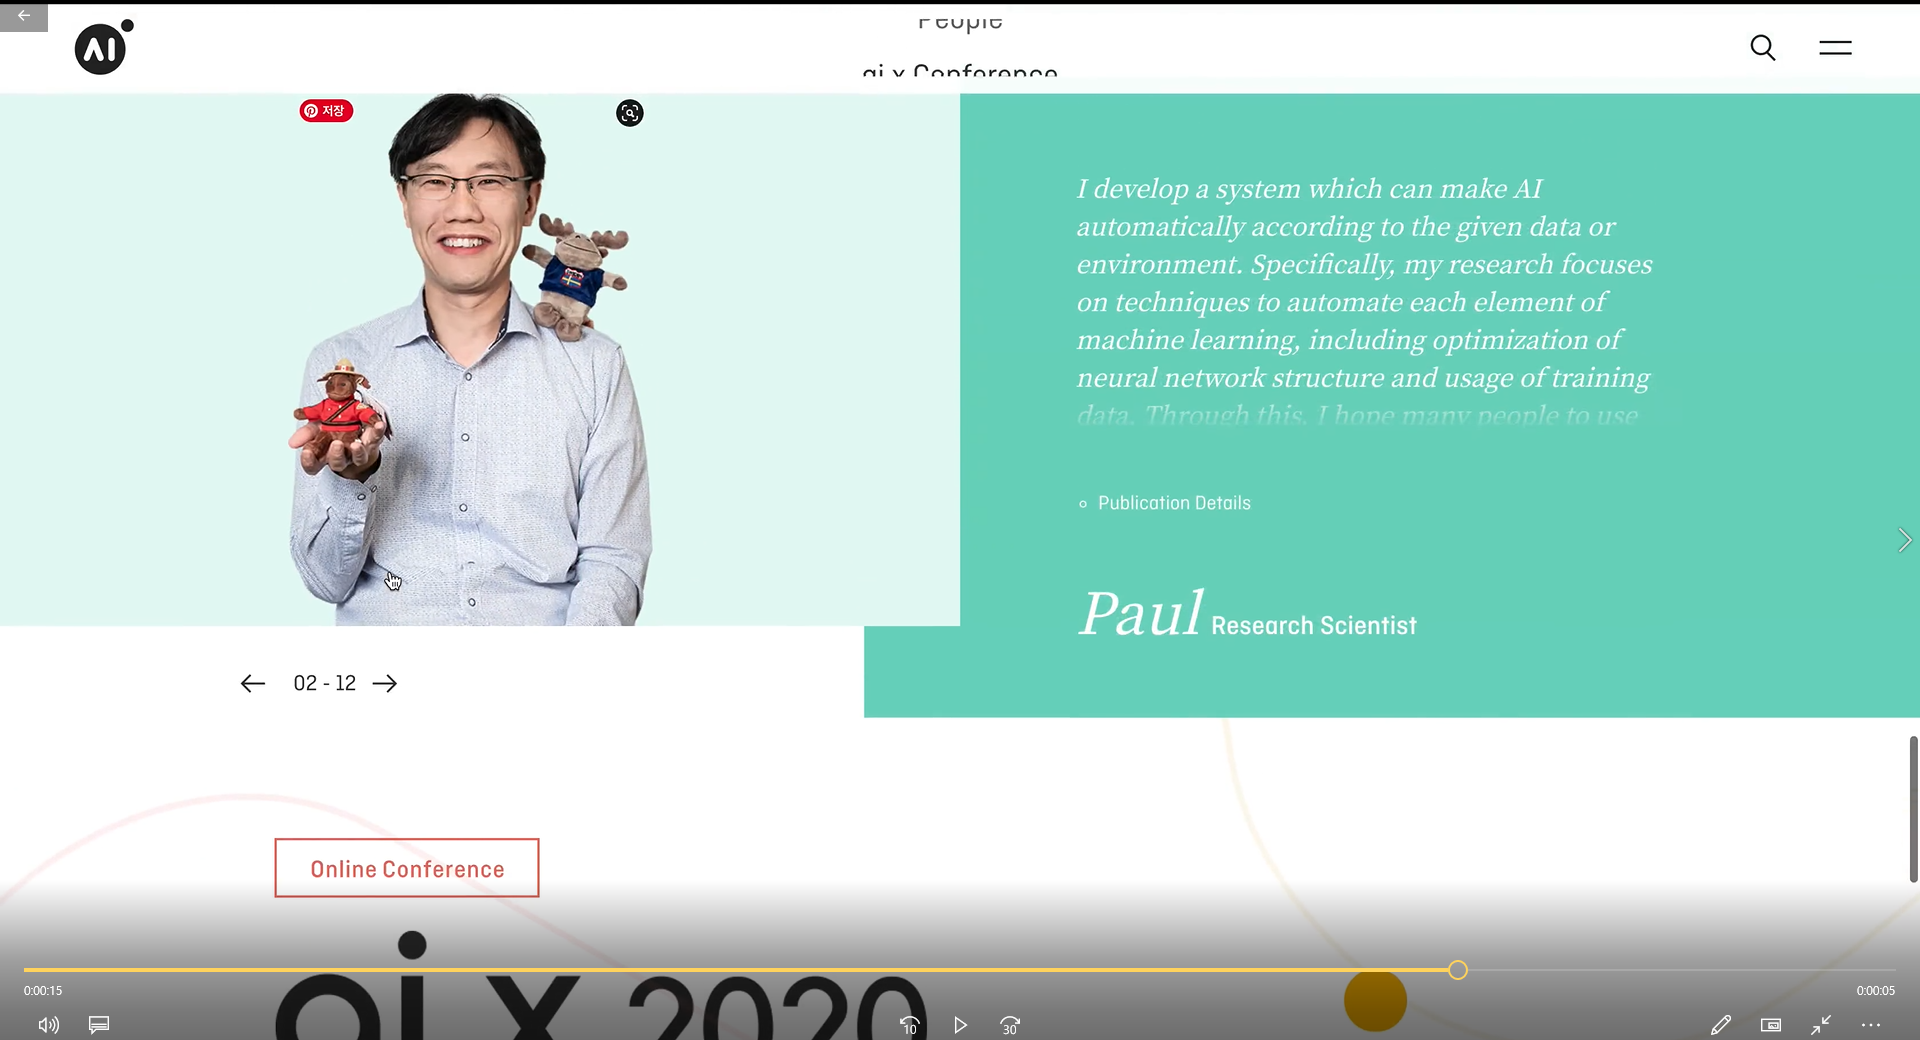 AI
People
ai x Conference
저장
I develop a system which can make AI
automatically according to the given data or
environment. Specifically, my research focuses
on techniques to automate each element of
machine learning, including optimization of
neural network structure and usage of training
data. Through this, I hope many people to use
Publication Details
Paul Research Scientist
02 - 12
Online Conference
ai x 2020
0:00:15
0:00:05
10
30